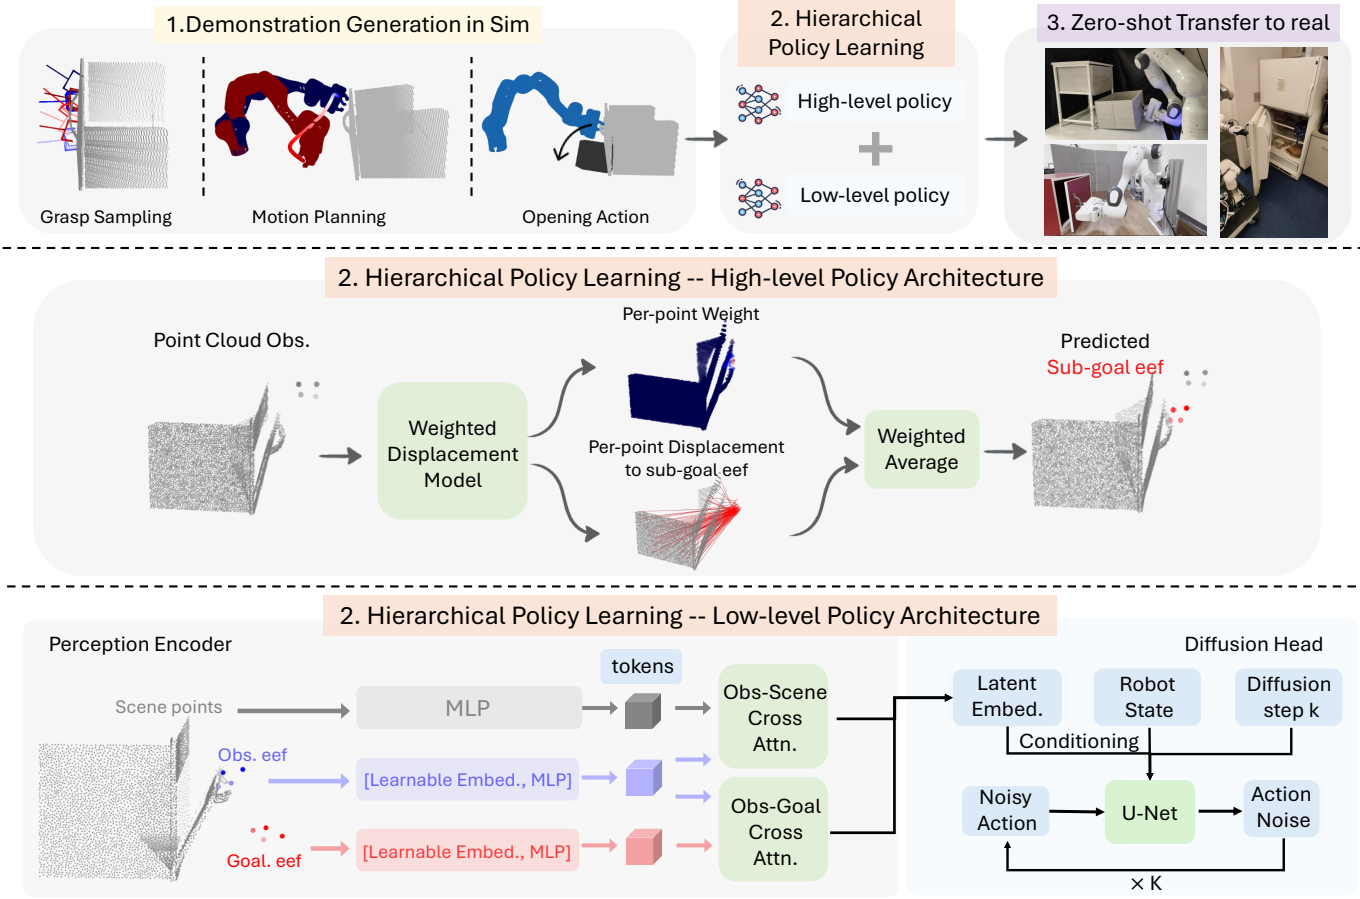 1.Demonstration Generation in Sim
2. Hierarchical
Policy Learning
3. Zero-shot Transfer to real
Grasp Sampling
Motion Planning
Opening Action
High-level policy
+
Low-level policy
2. Hierarchical Policy Learning -- High-level Policy Architecture
Point Cloud Obs.
Weighted
Displacement
Model
Per-point Weight
Per-point Displacement
to sub-goal eef
Weighted
Average
Predicted
Sub-goal eef
2. Hierarchical Policy Learning -- Low-level Policy Architecture
Perception Encoder
Scene points
Obs. eef
Goal. eef
MLP
[Learnable Embed., MLP]
[Learnable Embed., MLP]
tokens
Obs-Scene
Cross
Attn.
Obs-Goal
Cross
Attn.
Diffusion Head
Latent
Embed.
Robot
State
Diffusion
step k
Conditioning
Noisy
Action
U-Net
Action
Noise
× K